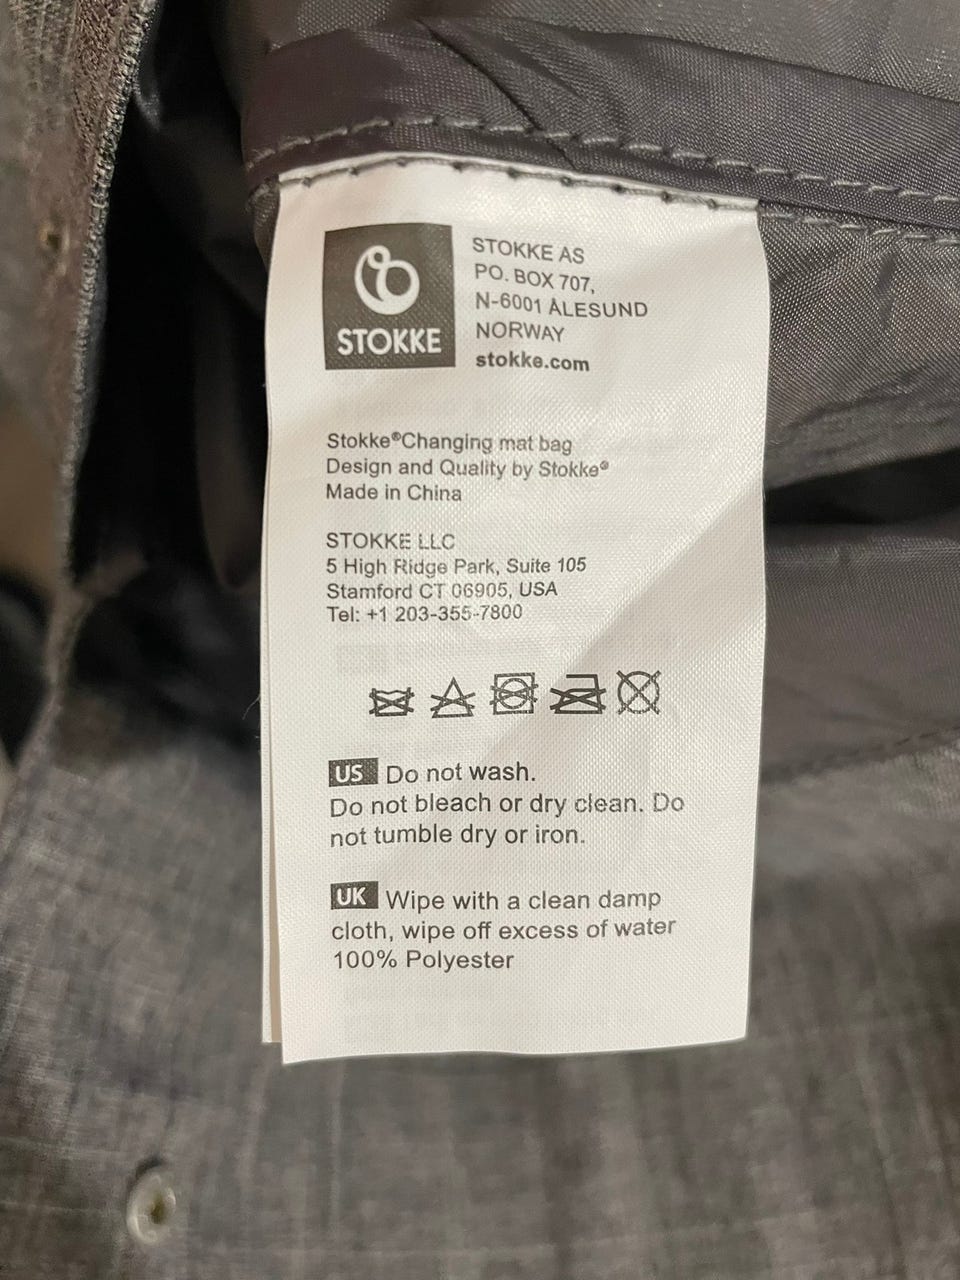 STOKKE
STOKKE AS
PO. BOX 707,
N-6001 ÅLESUND
NORWAY
stokke.com
Stokke®Changing mat bag
Design and Quality by Stokke®
Made in China
STOKKE LLC
5 High Ridge Park, Suite 105
Stamford CT 06905, USA
Tel: +1 203-355-7800
US Do not wash.
Do not bleach or dry clean. Do
not tumble dry or iron.
UK Wipe with a clean damp
cloth, wipe off excess of water
100% Polyester